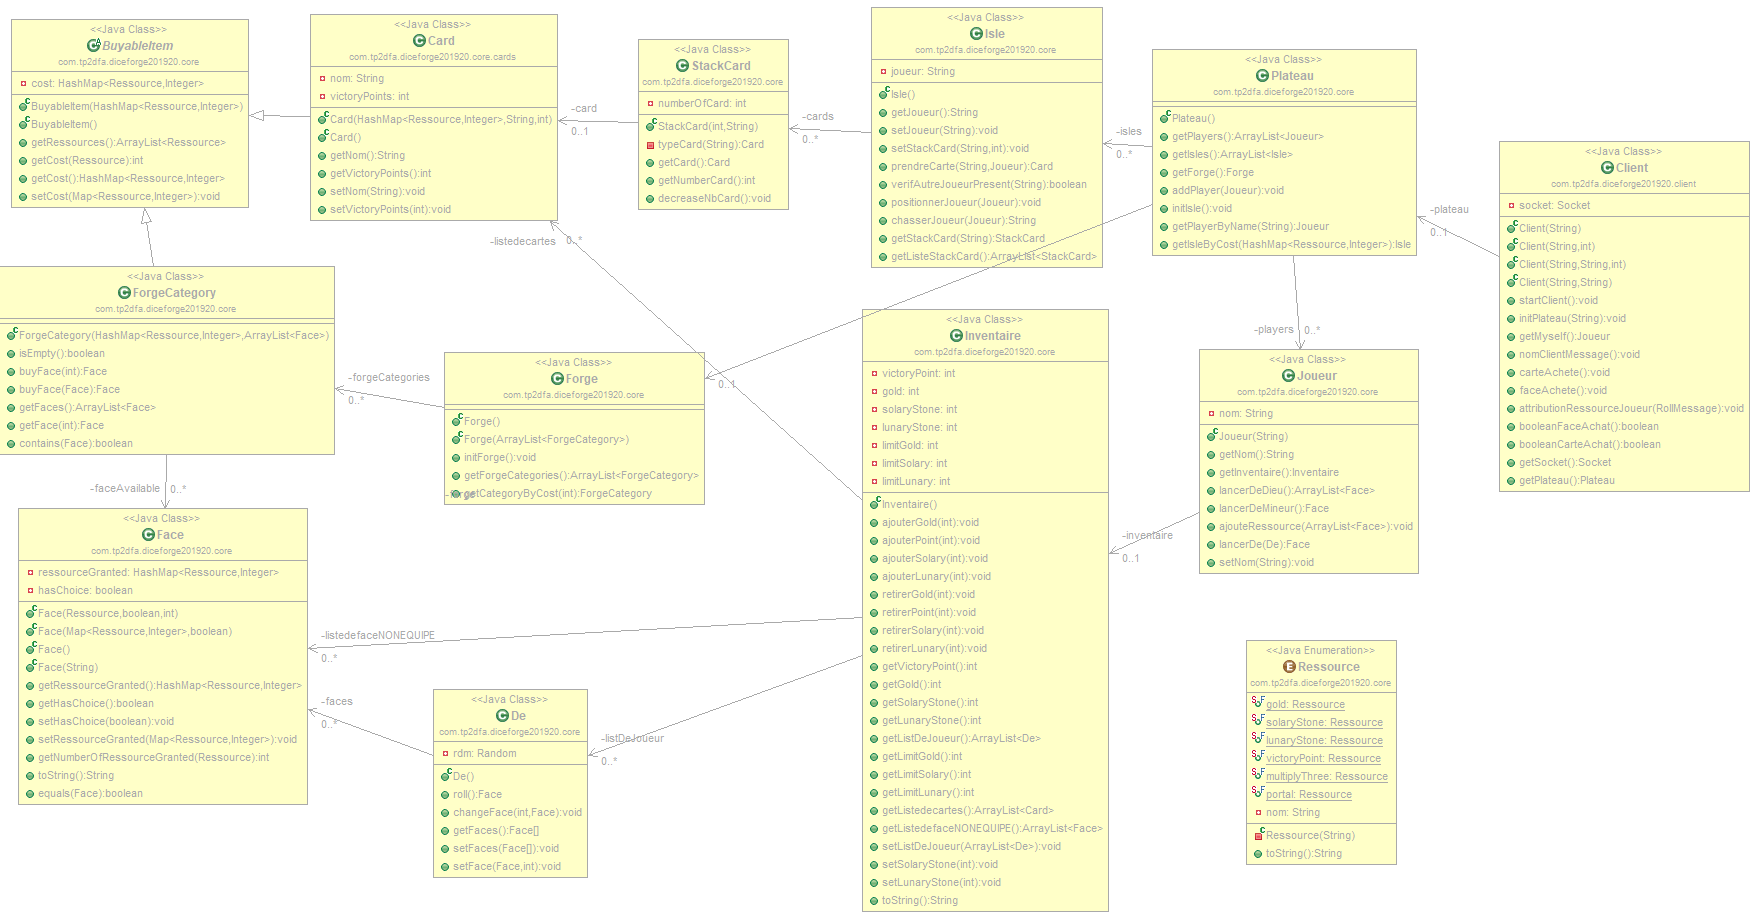 <<Java Class>>
BuyableItem
com.tp2dfa.diceforge201920.core
cost: HashMap<Ressource,Integer>
BuyableItem(HashMap<Ressource,Integer>)
BuyableItem()
getRessources():ArrayList<Ressource>
getCost(Ressource):int
getCost():HashMap<Ressource,Integer>
setCost(Map<Ressource,Integer>):void
<<Java Class>>
Card
com.tp2dfa.diceforge201920.core.cards
nom: String
victoryPoints: int
Card(HashMap<Ressource,Integer>,String,int)
Card()
getNom():String
getVictoryPoints():int
setNom(String):void
setVictoryPoints(int):void
-card
0..1
<<Java Class>>
StackCard
com.tp2dfa.diceforge201920.core
numberOfCard: int
StackCard(int,String)
typeCard(String):Card
getCard():Card
getNumberCard():int
decreaseNbCard():void
-cards
0..*
<<Java Class>>
Isle
com.tp2dfa.diceforge201920.core
joueur: String
Isle()
getJoueur():String
setJoueur(String):void
setStackCard(String,int):void
prendreCarte(String,Joueur):Card
verifAutreJoueurPresent(String):boolean
positionnerJoueur(Joueur):void
chasserJoueur(Joueur):String
getStackCard(String):StackCard
getListeStackCard():ArrayList<StackCard>
-isles
0..*
<<Java Class>>
Plateau
com.tp2dfa.diceforge201920.core
Plateau()
getPlayers():ArrayList<Joueur>
getIsles():ArrayList<Isle>
getForge():Forge
addPlayer(Joueur):void
initIsle():void
getPlayerByName(String):Joueur
getIsleByCost(HashMap<Ressource,Integer>):Isle
-plateau
0..1
<<Java Class>>
Client
com.tp2dfa.diceforge201920.client
socket: Socket
Client(String)
Client(String,int)
Client(String,String,int)
Client(String,String)
startClient():void
initPlateau(String):void
getMyself():Joueur
nomClientMessage():void
carteAchete():void
faceAchete():void
attributionRessourceJoueur(RollMessage):void
booleanFaceAchat():boolean
booleanCarteAchat():boolean
getSocket():Socket
getPlateau():Plateau
-listedecartes
0..*
<<Java Class>>
ForgeCategory
com.tp2dfa.diceforge201920.core
ForgeCategory(HashMap<Ressource,Integer>,ArrayList<Face>)
isEmpty():boolean
buyFace(int):Face
buyFace(Face):Face
getFaces():ArrayList<Face>
getFace(int):Face
contains(Face):boolean
-forgeCategories
0..*
<<Java Class>>
Forge
com.tp2dfa.diceforge201920.core
Forge()
Forge(ArrayList<ForgeCategory>)
initForge():void
getForgeCategories():ArrayList<ForgeCategory>
getCategoryByCost(int):ForgeCategory
-forge
0..1
<<Java Class>>
Inventaire
com.tp2dfa.diceforge201920.core
victoryPoint: int
gold: int
solaryStone: int
lunaryStone: int
limitGold: int
limitSolary: int
limitLunary: int
Inventaire()
ajouterGold(int):void
ajouterPoint(int):void
ajouterSolary(int):void
ajouterLunary(int):void
retirerGold(int):void
retirerPoint(int):void
retirerSolary(int):void
retirerLunary(int):void
getVictoryPoint():int
getGold():int
getSolaryStone():int
getLunaryStone():int
getListDeJoueur():ArrayList<De>
getLimitGold():int
getLimitSolary():int
getLimitLunary():int
getListedecartes():ArrayList<Card>
getListedefaceNONEQUIPE():ArrayList<Face>
setListDeJoueur(ArrayList<De>):void
setSolaryStone(int):void
setLunaryStone(int):void
toString():String
-players
0..*
<<Java Class>>
Joueur
com.tp2dfa.diceforge201920.core
nom: String
Joueur(String)
getNom():String
getInventaire():Inventaire
lancerDeDieu():ArrayList<Face>
lancerDeMineur():Face
ajouteRessource(ArrayList<Face>):void
lancerDe(De):Face
setNom(String):void
-inventaire
0..1
-faceAvailable
0..*
<<Java Class>>
Face
com.tp2dfa.diceforge201920.core
ressourceGranted: HashMap<Ressource,Integer>
hasChoice: boolean
Face(Ressource,boolean,int)
Face(Map<Ressource,Integer>,boolean)
Face()
Face(String)
getRessourceGranted():HashMap<Ressource,Integer>
getHasChoice():boolean
setHasChoice(boolean):void
setRessourceGranted(Map<Ressource,Integer>):void
getNumberOfRessourceGranted(Ressource):int
toString():String
equals(Face):boolean
-listedefaceNONEQUIPE
0..*
-faces
0..*
<<Java Class>>
De
com.tp2dfa.diceforge201920.core
rdm: Random
De()
roll():Face
changeFace(int,Face):void
getFaces():Face[]
setFaces(Face[]):void
setFace(Face,int):void
-listDeJoueur
0..*
<<Java Enumeration>>
Ressource
com.tp2dfa.diceforge201920.core
gold: Ressource
solaryStone: Ressource
lunaryStone: Ressource
victoryPoint: Ressource
multiplyThree: Ressource
portal: Ressource
nom: String
Ressource(String)
toString():String